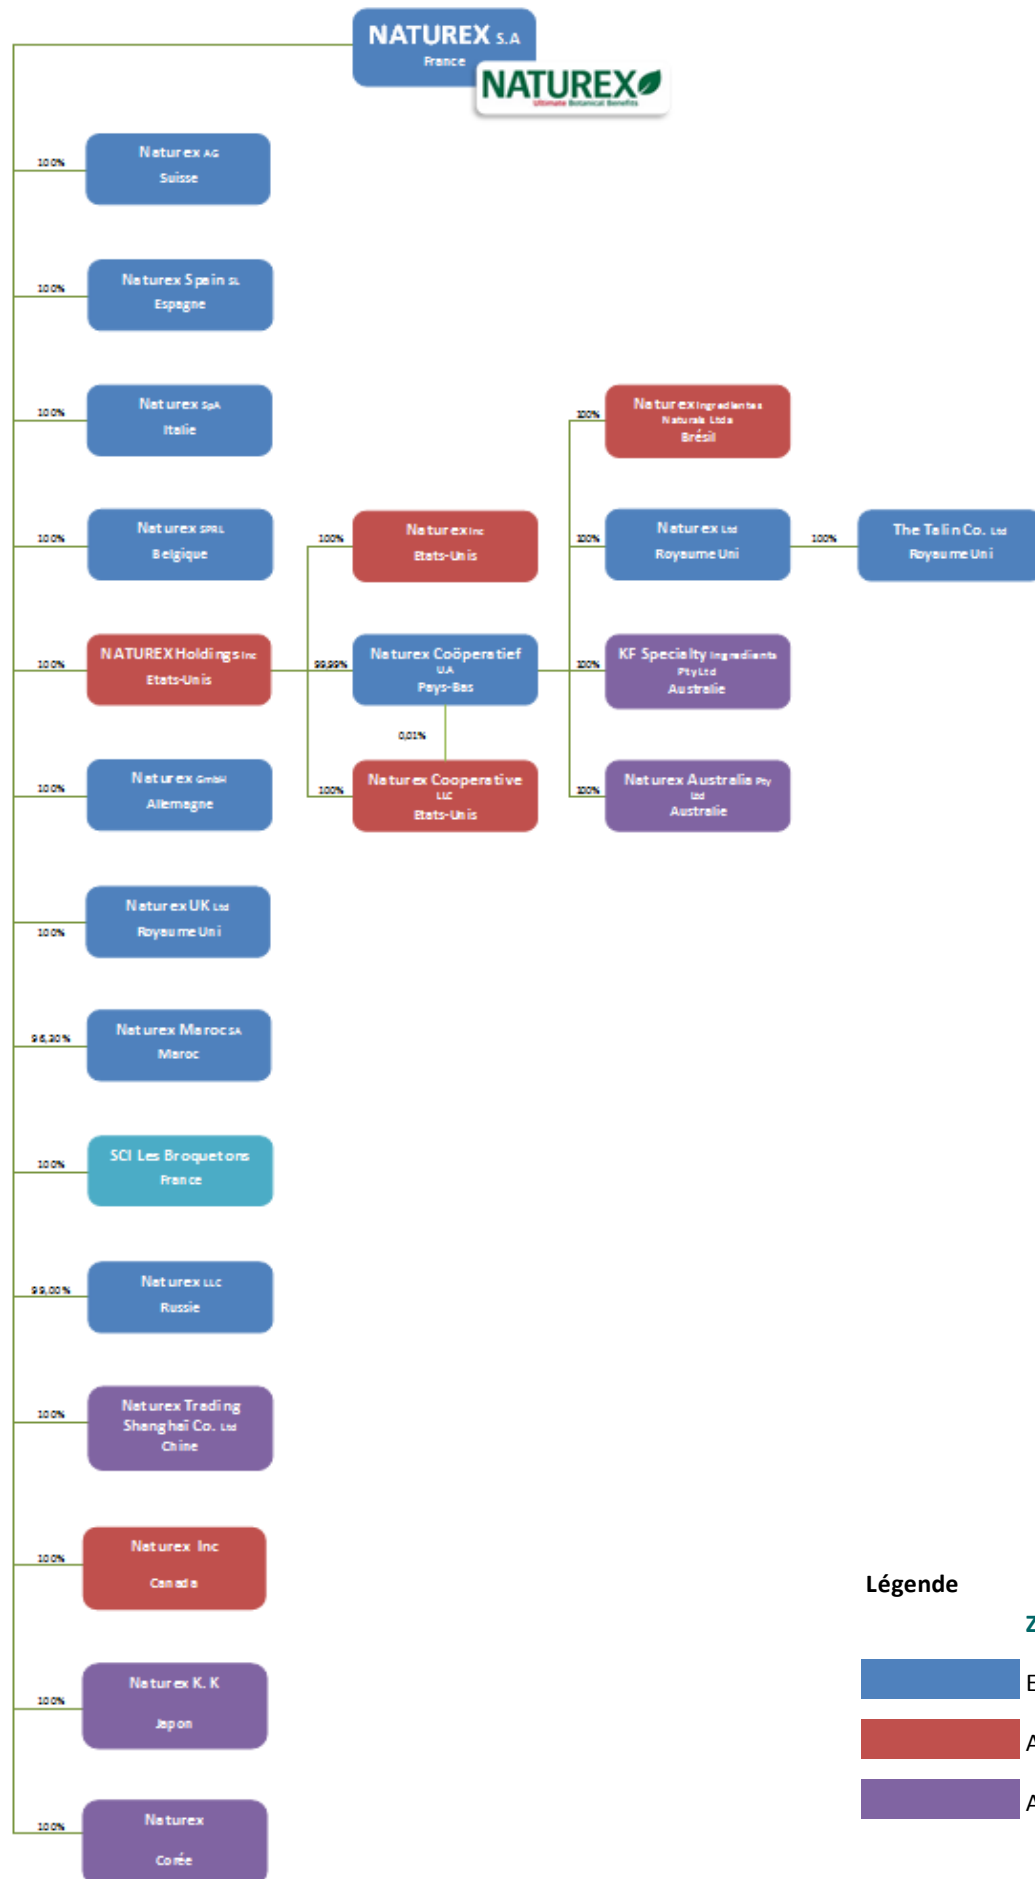 NATUREX S.A
France
NATUREX
Ultimate Botanical Benefits
100%
Naturex AG
Suisse
100%
Naturex Spain SL
Espagne
100%
Naturex SpA
Italie
100%
Naturex Ingredientes
Naturais Ltda
Brésil
100%
Naturex SPRL
Belgique
100%
Naturex Inc
Etats-Unis
100%
Naturex Ltd
Royaume Uni
100%
The Talin Co. Ltd
Royaume Uni
100%
NATUREX Holdings Inc
Etats-Unis
99,99%
Naturex Coöperatief
U.A
Pays-Bas
100%
KF Specialty Ingredients
Pty Ltd
Australie
0,01%
100%
Naturex GmbH
Allemagne
100%
Naturex Cooperative
LLC
Etats-Unis
100%
Naturex Australia Pty
Ltd
Australie
100%
Naturex UK Ltd
Royaume Uni
Naturex Maroc SA
Maroc
100%
SCI Les Broquetons
France
99,00%
Naturex LLC
Russie
100%
Naturex Trading
Shanghaï Co. Ltd
Chine
100%
Naturex Inc
Canada
Légende
100%
Naturex K. K
Japon
100%
Naturex
Corée